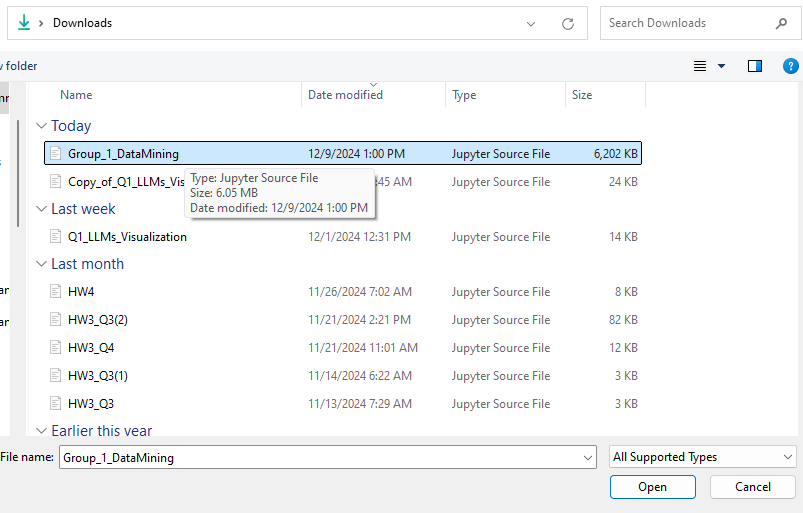 Downloads
Search Downloads
v folder
Name Date modified Type Size
Today
Group_1_DataMining 12/9/2024 1:00 PM Jupyter Source File 6,202 KB
Copy_of_Q1_LLMs_Vis :45 AM Jupyter Source File 24 KB
Type: Jupyter Source File
Size: 6.05 MB
Date modified: 12/9/2024 1:00 PM
Last week
Q1_LLMs_Visualization 12/1/2024 12:31 PM Jupyter Source File 14 KB
Last month
HW4 11/26/2024 7:02 AM Jupyter Source File 8 KB
HW3_Q3(2) 11/21/2024 2:21 PM Jupyter Source File 82 KB
HW3_Q4 11/21/2024 11:01 AM Jupyter Source File 12 KB
HW3_Q3(1) 11/14/2024 6:22 AM Jupyter Source File 3 KB
HW3_Q3 11/13/2024 7:29 AM Jupyter Source File 3 KB
Earlier this year
File name: Group_1_DataMining All Supported Types
Open Cancel